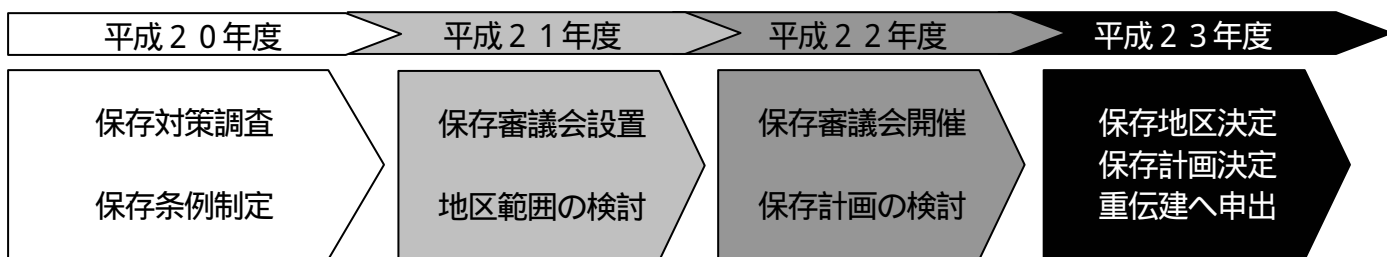 平成２０年度
平成２１年度
平成２２年度
平成２３年度
保存対策調査
保存条例制定
保存審議会設置
地区範囲の検討
保存審議会開催
保存計画の検討
保存地区決定
保存計画決定
重伝建へ申出